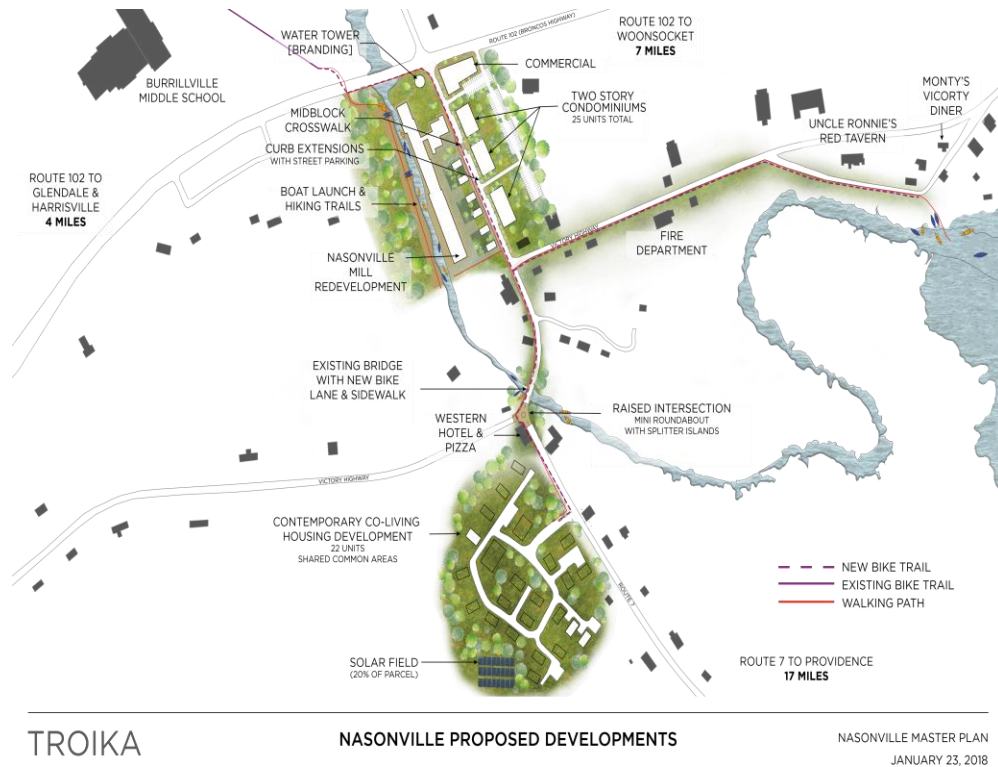 ROUTE 102 (BRONCOS HIGHWAY)
ROUTE 102 TO
WOONSOCKET
7 MILES
WATER TOWER
[BRANDING]
COMMERCIAL
BURRILLVILLE
MIDDLE SCHOOL
TWO STORY
CONDOMINIUMS
25 UNITS TOTAL
MONTY'S
VICORTY
DINER
MIDBLOCK
CROSSWALK
UNCLE RONNIE'S
RED TAVERN
CURB EXTENSIONS
WITH STREET PARKING
ROUTE 102 TO
GLENDALE &
HARRISVILLE
4 MILES
BOAT LAUNCH &
HIKING TRAILS
VICTORY HIGHWAY
FIRE
DEPARTMENT
NASONVILLE
MILL
REDEVELOPMENT
EXISTING BRIDGE
WITH NEW BIKE
LANE & SIDEWALK
RAISED INTERSECTION
MINI ROUNDABOUT
WITH SPLITTER ISLANDS
WESTERN
HOTEL &
PIZZA
VICTORY HIGHWAY
CONTEMPORARY CO-LIVING
HOUSING DEVELOPMENT
22 UNITS
SHARED COMMON AREAS
NEW BIKE TRAIL
EXISTING BIKE TRAIL
WALKING PATH
ROUTE 7
SOLAR FIELD
(20% OF PARCEL)
ROUTE 7 TO PROVIDENCE
17 MILES
TROIKA
NASONVILLE PROPOSED DEVELOPMENTS
NASONVILLE MASTER PLAN
JANUARY 23, 2018